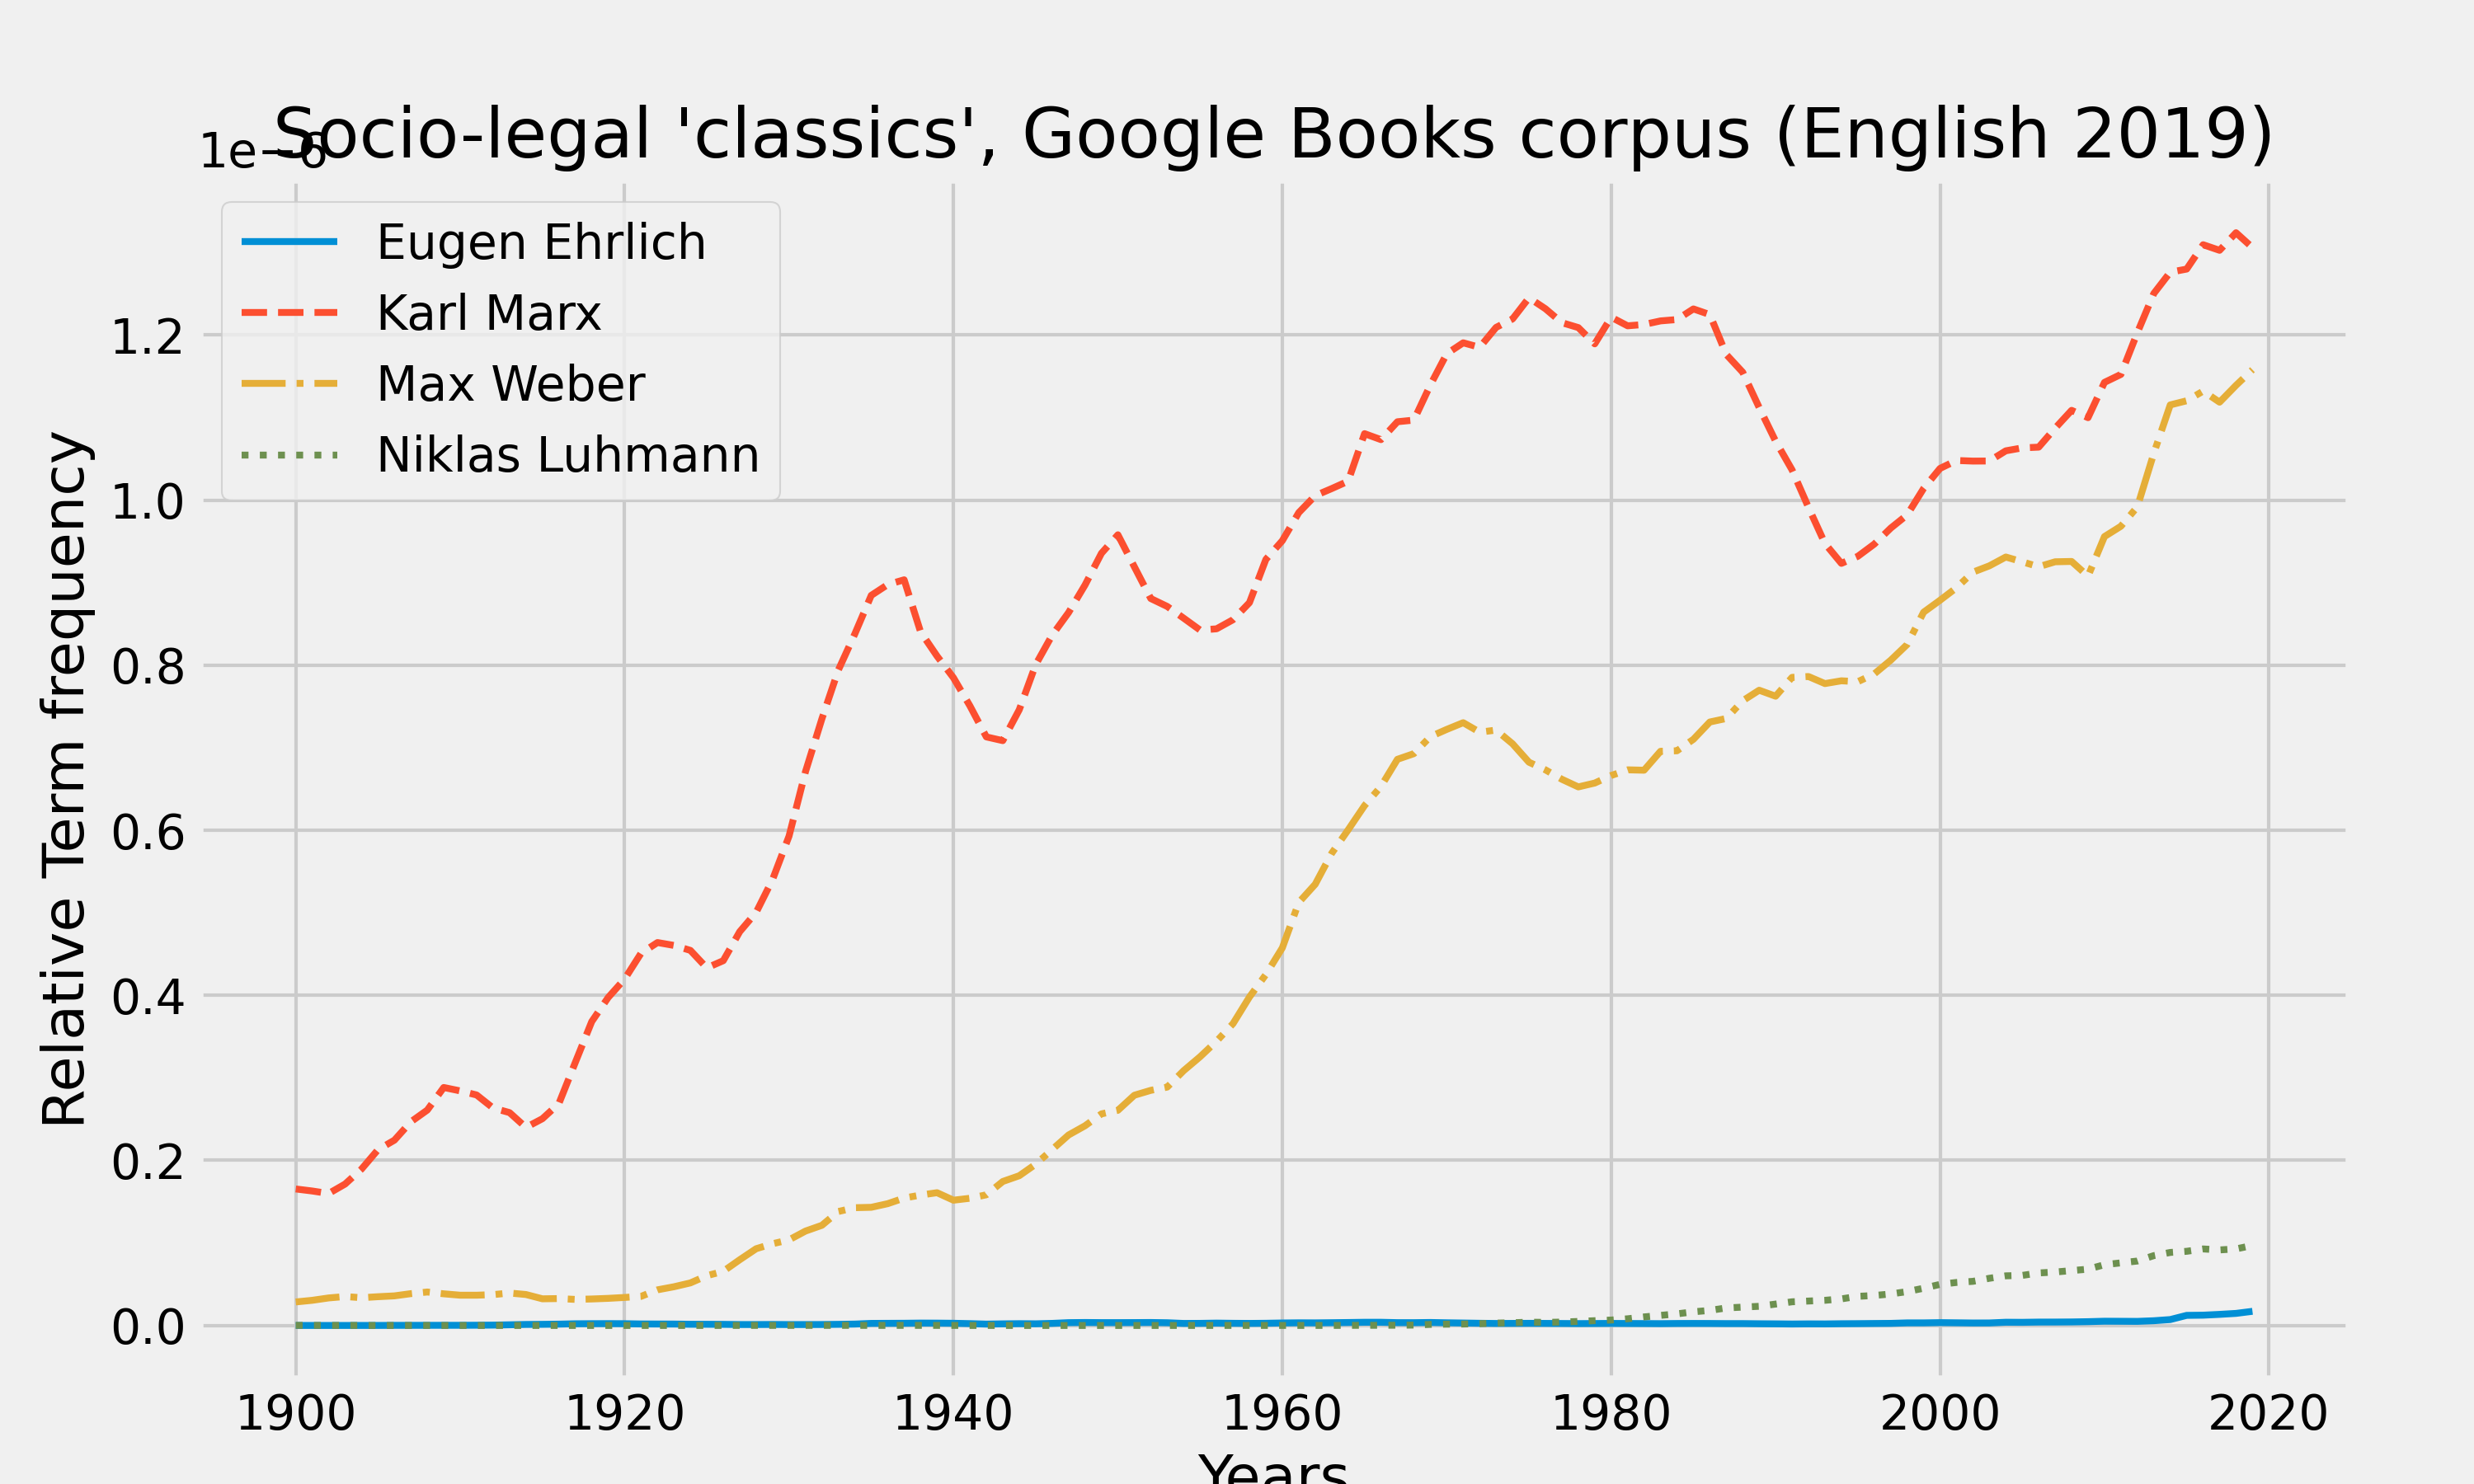 Socio-legal 'classics', Google Books corpus (English 2019)
Eugen Ehrlich
Karl Marx
Max Weber
Niklas Luhmann
Relative Term frequency
1.2
1.0
0.8
0.6
0.4
0.2
0.0
1900 1920 1940 1960 1980 2000 2020
Years